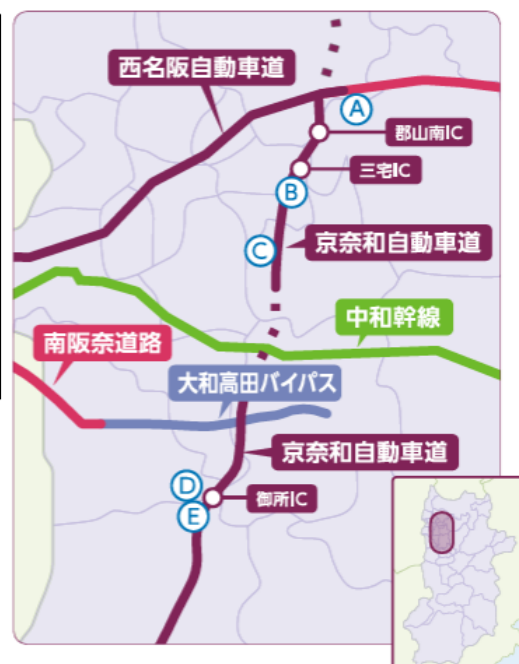 西名阪自動車道
A
郡山南IC
三宅IC
B
C
京奈和自動車道
中和幹線
南阪奈道路
大和高田バイパス
京奈和自動車道
D
御所IC
E